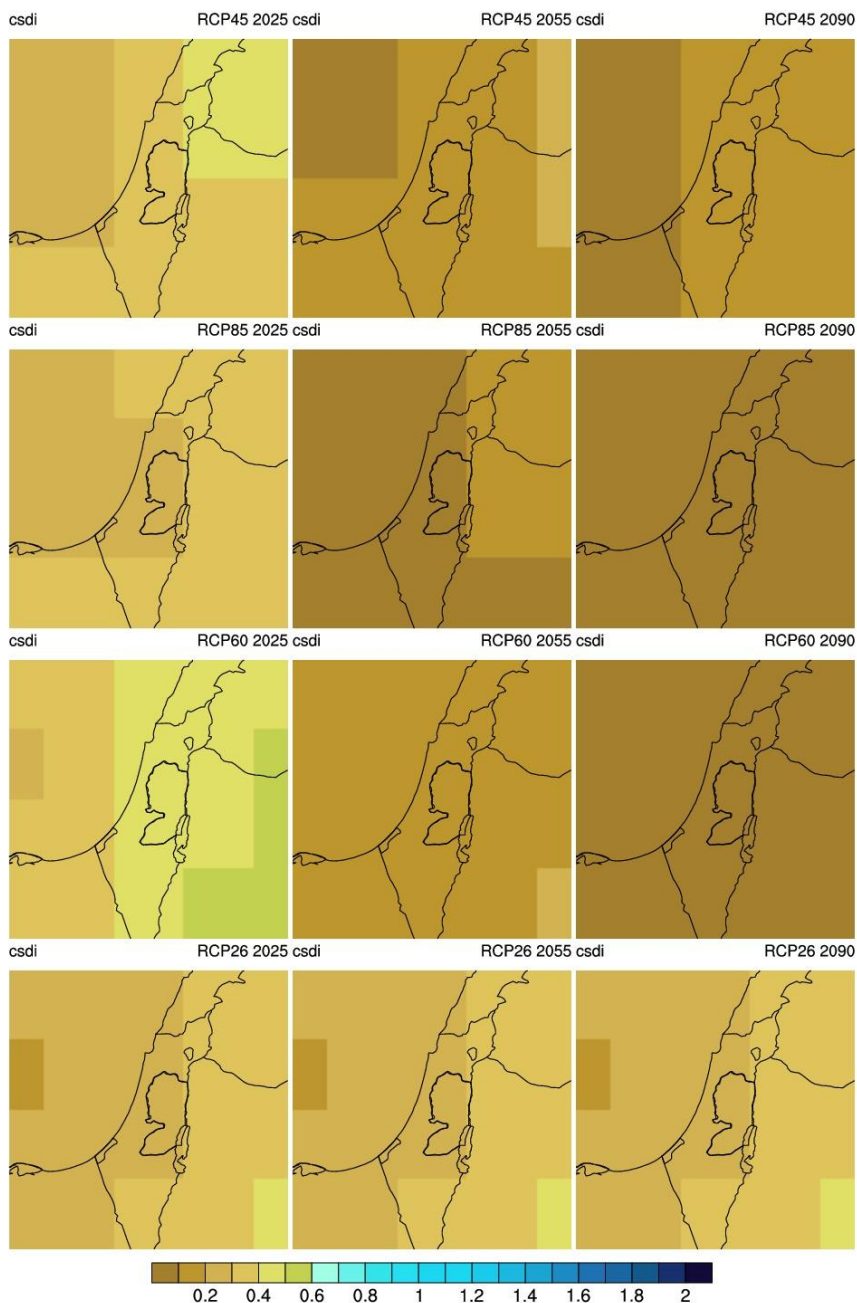 csdi RCP45 2025 csdi RCP45 2055 csdi RCP45 2090
csdi RCP85 2025 csdi RCP85 2055 csdi RCP85 2090
csdi RCP60 2025 csdi RCP60 2055 csdi RCP60 2090
csdi RCP26 2025 csdi RCP26 2055 csdi RCP26 2090
0.2 0.4 0.6 0.8 1 1.2 1.4 1.6 1.8 2